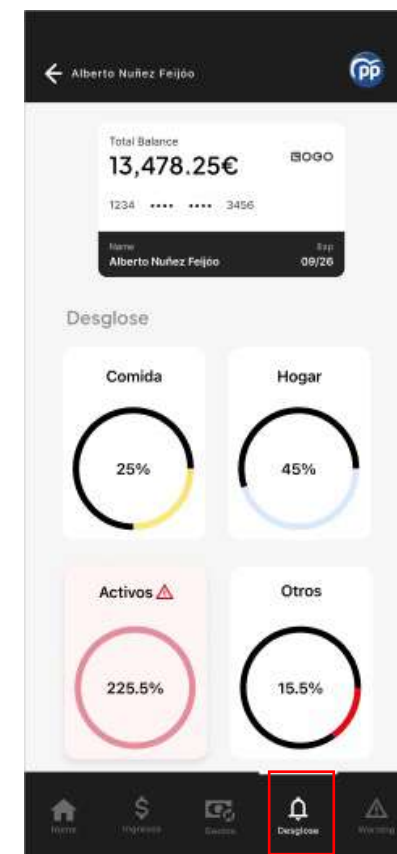 Alberto Nuñez Feijóo
pp
Total Balance
13,478.25€
BOGO
1234 •••• •••• 3456
Name Exp
Alberto Nuñez Feijóo 09/26
Desglose
Comida Hogar
25% 45%
Activos Otros
225.5% 15.5%
$
Home Ingresos Gastos Desglose Warning